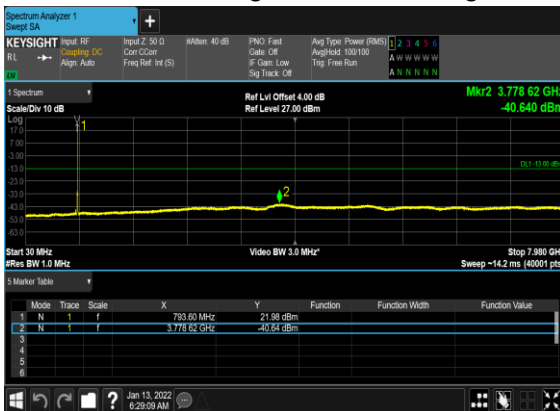 Spectrum Analyzer 1
Swept SA
+
KEYSIGHT
RL
LV
Input: RF
Coupling: DC
Align: Auto
Input Z: 50 Ω
Corr CCorr
Freq Ref: Int (S)
#Atten: 40 dB
PNO: Fast
Gate: Off
IF Gain: Low
Sig Track: Off
Avg Type: Power (RMS)
Avg|Hold: 100/100
Trig: Free Run
1 2 3 4 5 6
A W W W W W
A N N N N N
1 Spectrum
Scale/Div 10 dB
Log
Ref Lvl Offset 4.00 dB
Ref Level 27.00 dBm
Mkr2 3.778 62 GHz
-40.640 dBm
17.0
7.00
-3.00
-13.0
-23.0
-33.0
-43.0
-53.0
-63.0
1
2
DL1 -13.00 dBm
Start 30 MHz
#Res BW 1.0 MHz
Video BW 3.0 MHz*
Stop 7.980 GHz
Sweep ~14.2 ms (40001 pts)
5 Marker Table
Mode Trace Scale X Y Function Function Width Function Value
1 N 1 f 793.60 MHz 21.98 dBm
2 N 1 f 3.778 62 GHz -40.64 dBm
3
4
5
6
?
Jan 13, 2022
6:29:09 AM